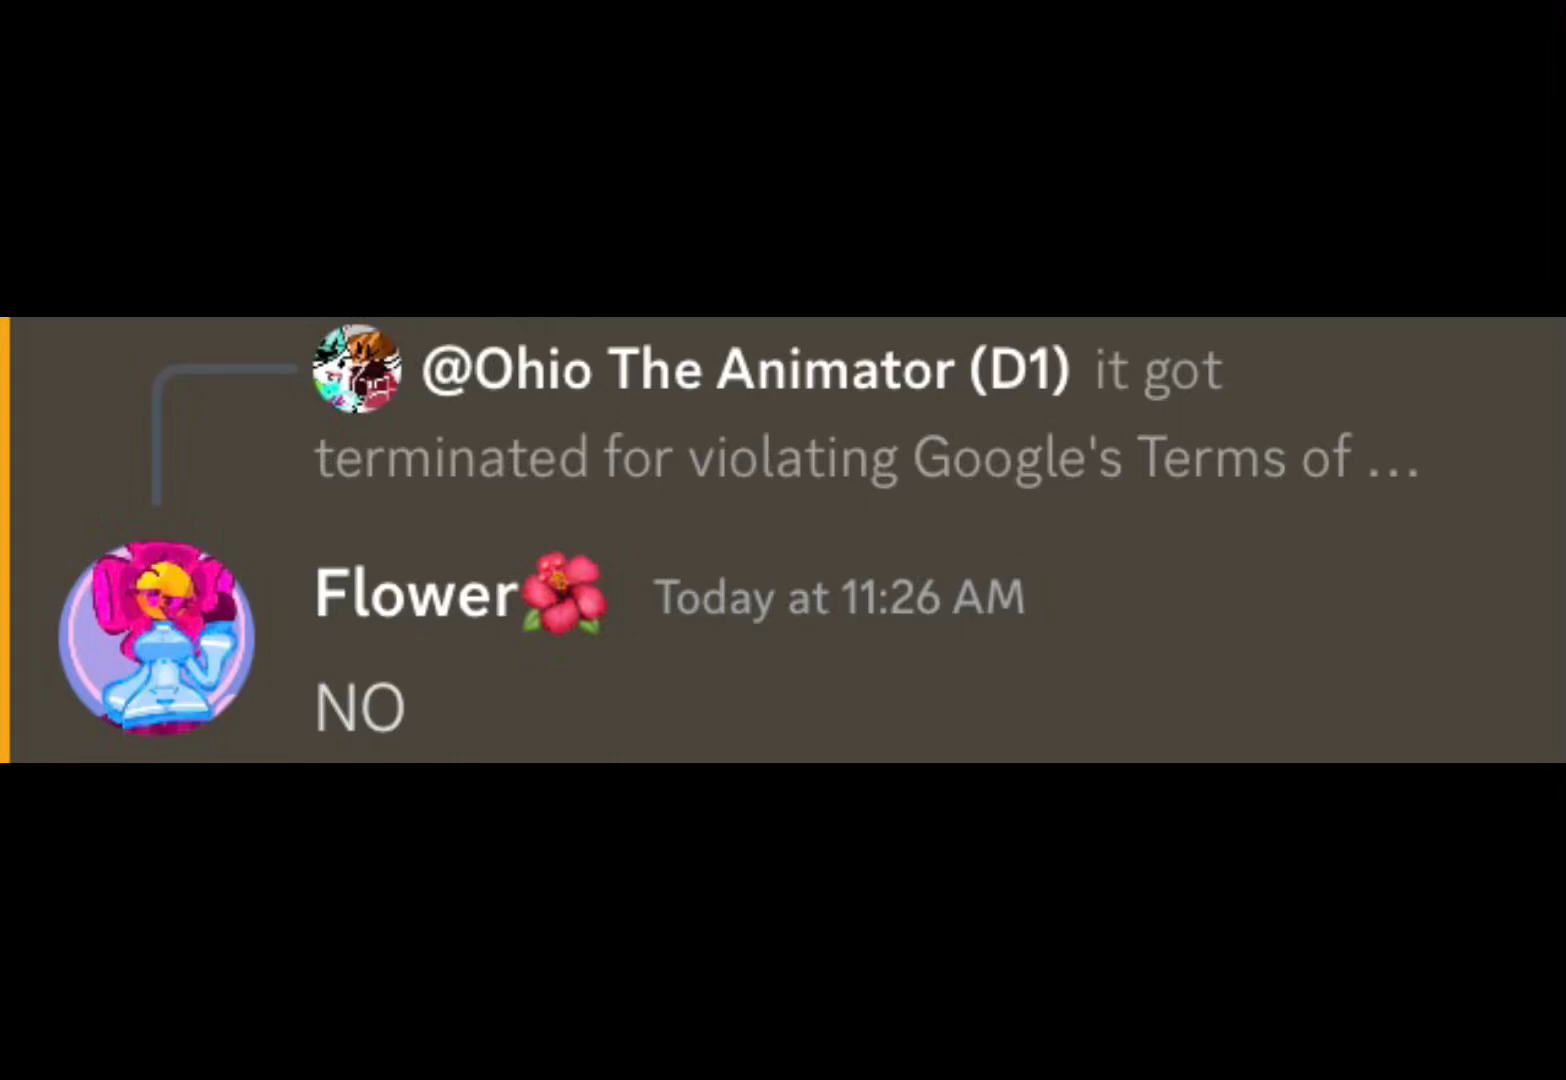 @Ohio The Animator (D1) it got
terminated for violating Google's Terms of ...
Flower🌺 Today at 11:26 AM
NO